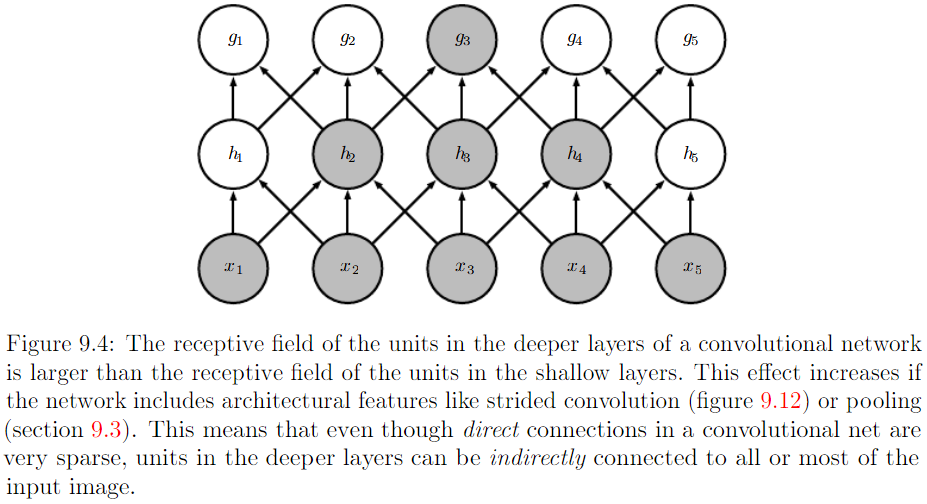 g1 g2 g3 g4 g5
h1 h2 h3 h4 h5
x1 x2 x3 x4 x5
Figure 9.4: The receptive field of the units in the deeper layers of a convolutional network
is larger than the receptive field of the units in the shallow layers. This effect increases if
the network includes architectural features like strided convolution (figure 9.12) or pooling
(section 9.3). This means that even though direct connections in a convolutional net are
very sparse, units in the deeper layers can be indirectly connected to all or most of the
input image.